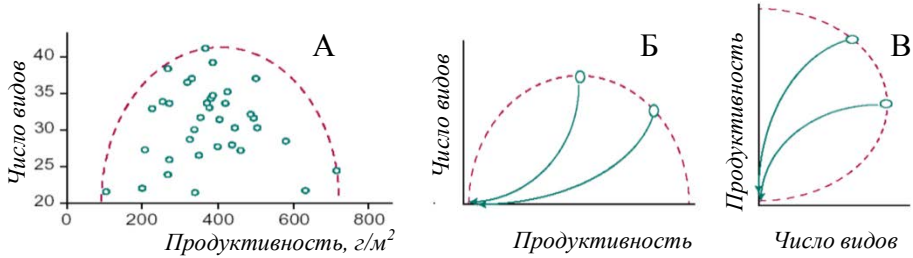 А
Число видов
40
35
30
25
20
0
200
400
600
800
Продуктивность, г/м²
Б
Число видов
Продуктивность
В
Продуктивность
Число видов